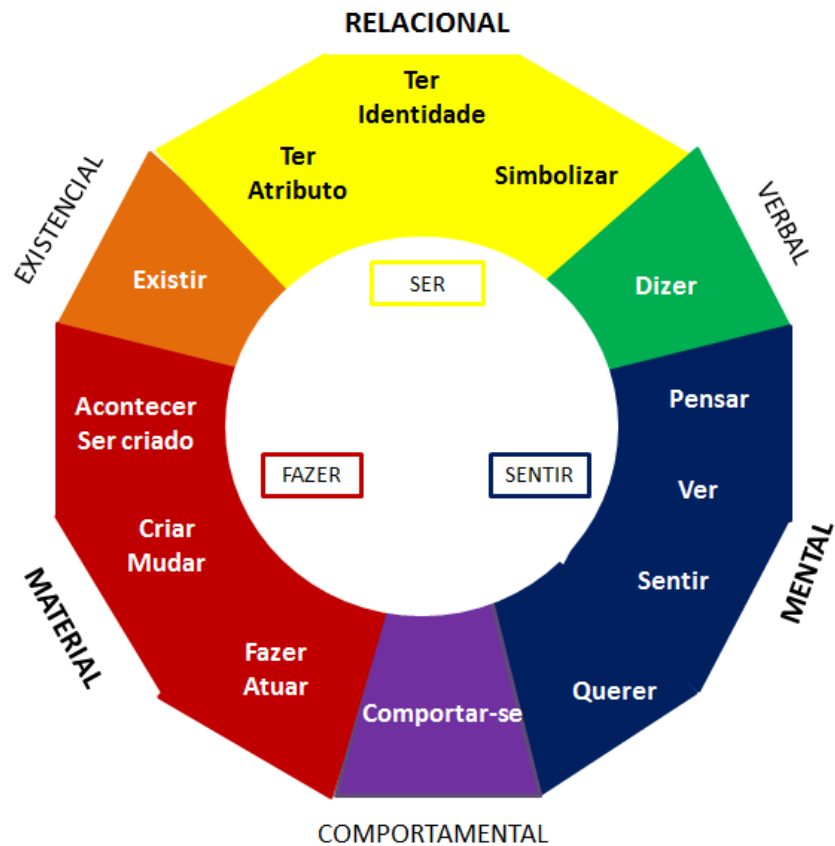 RELACIONAL
Ter
Identidade
Ter
Atributo
Simbolizar
EXISTENCIAL
VERBAL
Existir
SER
Dizer
Acontecer
Ser criado
Pensar
FAZER
SENTIR
Ver
Criar
Mudar
Sentir
MATERIAL
MENTAL
Fazer
Atuar
Querer
Comportar-se
COMPORTAMENTAL